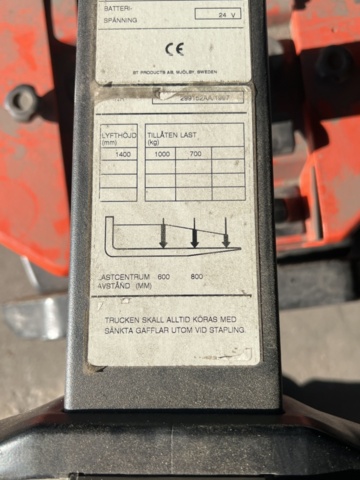 BATTERI-
SPÄNNING 24 V
CE
BT PRODUCTS AB, MJÖLBY, SWEDEN
LYFTHÖJD TILLÅTEN LAST
(mm) (kg)
1400 1000 700
LASTCENTRUM 600 800
AVSTÅND (MM)
TRUCKEN SKALL ALLTID KÖRAS MED
SÄNKTA GAFFLAR UTOM VID STAPLING.